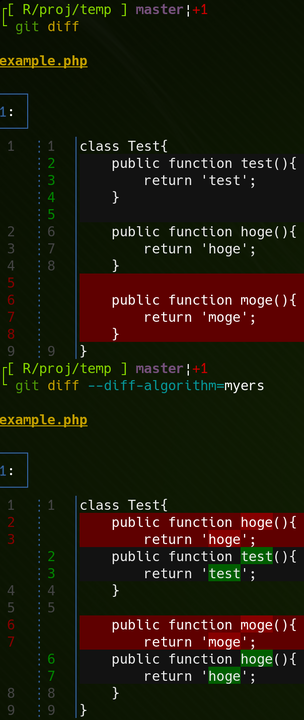 ┌[ R/proj/temp ] master¦+1
└ git diff
example.php
1:
1 ⋮ 1 │class Test{
⋮ 2 │    public function test(){
⋮ 3 │        return 'test';
⋮ 4 │    }
⋮ 5 │
2 ⋮ 6 │    public function hoge(){
3 ⋮ 7 │        return 'hoge';
4 ⋮ 8 │    }
5 ⋮ │
6 ⋮ │    public function moge(){
7 ⋮ │        return 'moge';
8 ⋮ │    }
9 ⋮ 9 │}
┌[ R/proj/temp ] master¦+1
└ git diff --diff-algorithm=myers
example.php
1:
1 ⋮ 1 │class Test{
2 ⋮ │    public function hoge(){
3 ⋮ │        return 'hoge';
⋮ 2 │    public function test(){
⋮ 3 │        return 'test';
4 ⋮ 4 │    }
5 ⋮ 5 │
6 ⋮ │    public function moge(){
7 ⋮ │        return 'moge';
⋮ 6 │    public function hoge(){
⋮ 7 │        return 'hoge';
8 ⋮ 8 │    }
9 ⋮ 9 │}